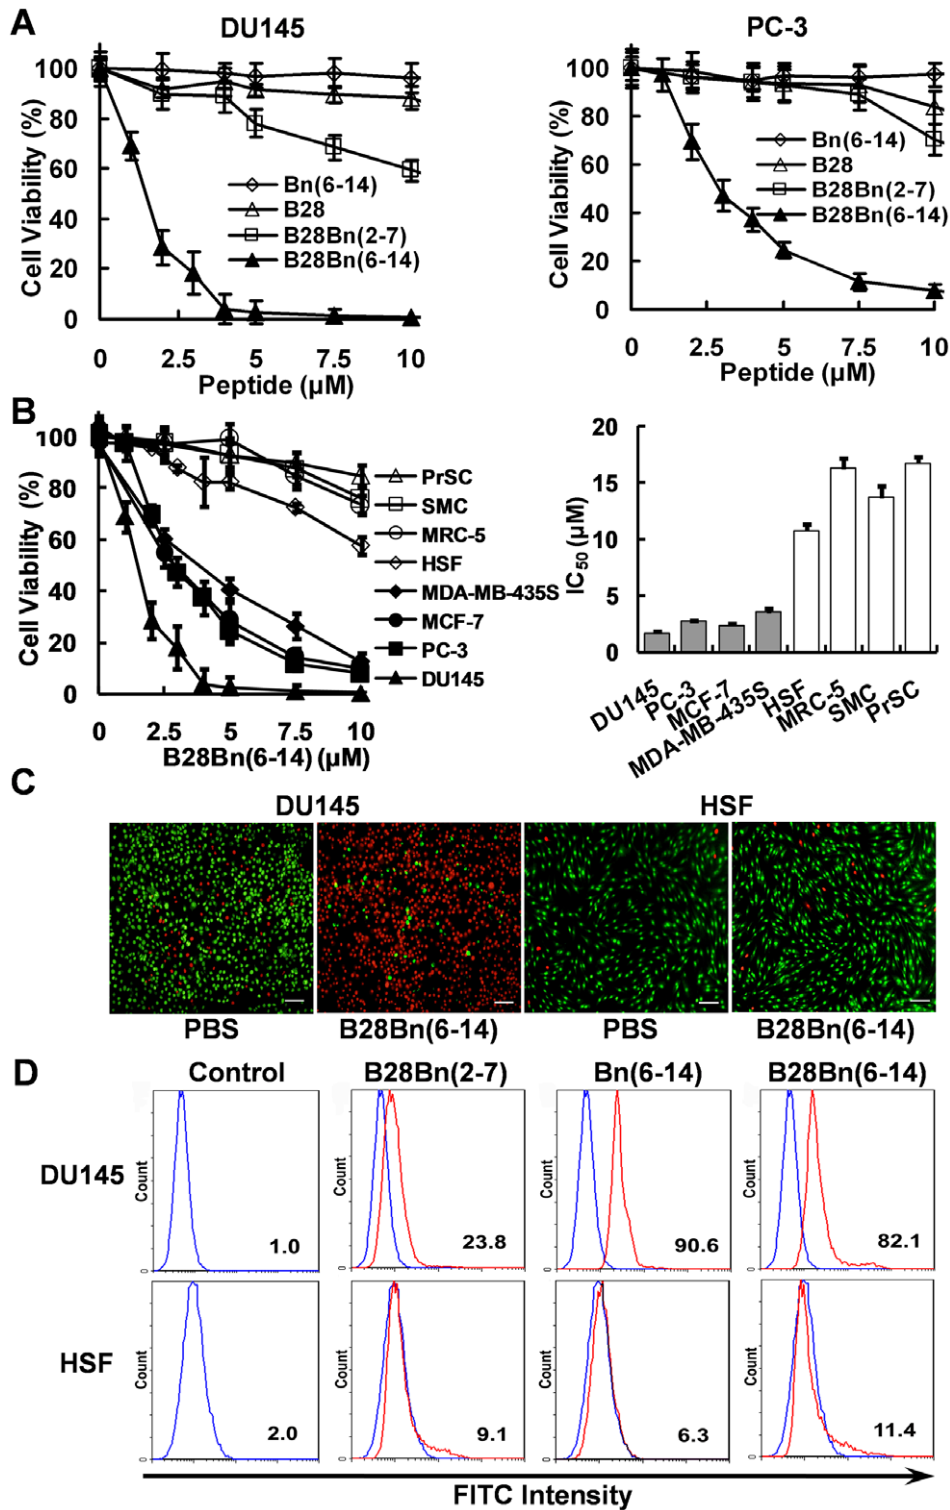 A
DU145
PC-3
Cell Viability (%)
100
80
60
40
20
0
Bn(6-14)
B28
B28Bn(2-7)
B28Bn(6-14)
0 2.5 5 7.5 10
Peptide (μM)
Cell Viability (%)
100
80
60
40
20
0
Bn(6-14)
B28
B28Bn(2-7)
B28Bn(6-14)
0 2.5 5 7.5 10
Peptide (μM)
B
Cell Viability (%)
100
80
60
40
20
0
PrSC
SMC
MRC-5
HSF
MDA-MB-435S
MCF-7
PC-3
DU145
0 2.5 5 7.5 10
B28Bn(6-14) (μM)
IC50 (μM)
20
15
10
5
0
DU145
PC-3
MCF-7
MDA-MB-435S
HSF
MRC-5
SMC
PrSC
C
DU145 HSF
PBS B28Bn(6-14) PBS B28Bn(6-14)
D
Control B28Bn(2-7) Bn(6-14) B28Bn(6-14)
DU145
Count 0 1.0
Count 0 23.8
Count 0 90.6
Count 0 82.1
HSF
Count 0 2.0
Count 0 9.1
Count 0 6.3
Count 0 11.4
FITC Intensity